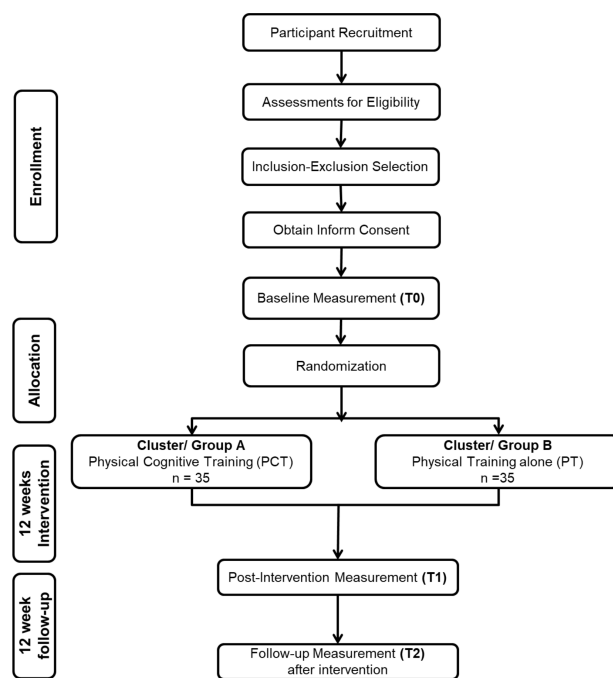 Participant Recruitment
Enrollment
Assessments for Eligibility
Inclusion-Exclusion Selection
Obtain Inform Consent
Baseline Measurement (T0)
Allocation
Randomization
Cluster/ Group A
Physical Cognitive Training (PCT)
n = 35
Cluster/ Group B
Physical Training alone (PT)
n =35
12 weeks
Intervention
Post-Intervention Measurement (T1)
12 week
follow-up
Follow-up Measurement (T2)
after intervention